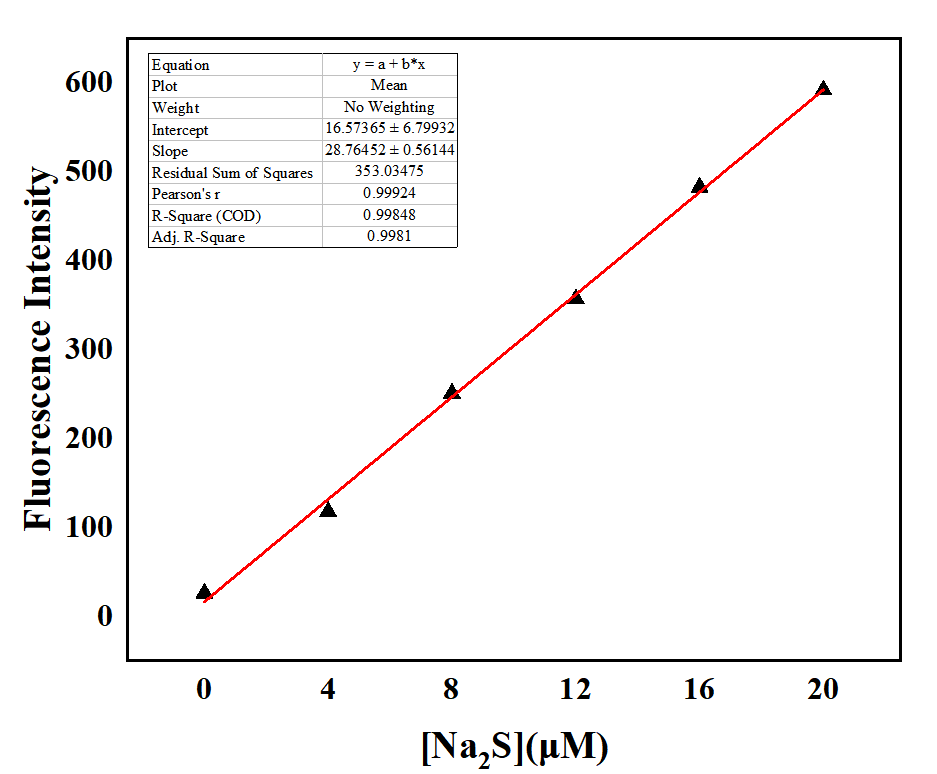 Equation y = a + b*x
Plot Mean
Weight No Weighting
Intercept 16.57365 ± 6.79932
Slope 28.76452 ± 0.56144
Residual Sum of Squares 353.03475
Pearson's r 0.99924
R-Square (COD) 0.99848
Adj. R-Square 0.9981
Fluorescence Intensity
600
500
400
300
200
100
0
0 4 8 12 16 20
[Na₂S](μM)